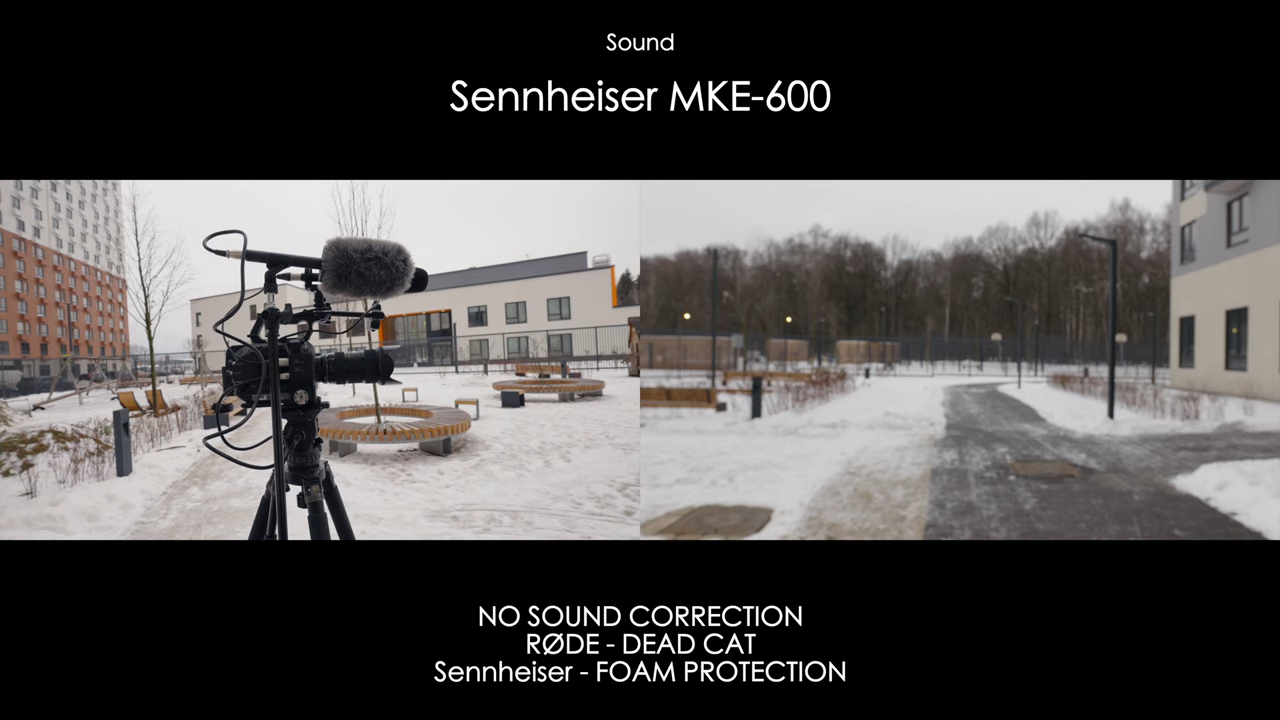 Sound
Sennheiser MKE-600
NO SOUND CORRECTION
RØDE - DEAD CAT
Sennheiser - FOAM PROTECTION